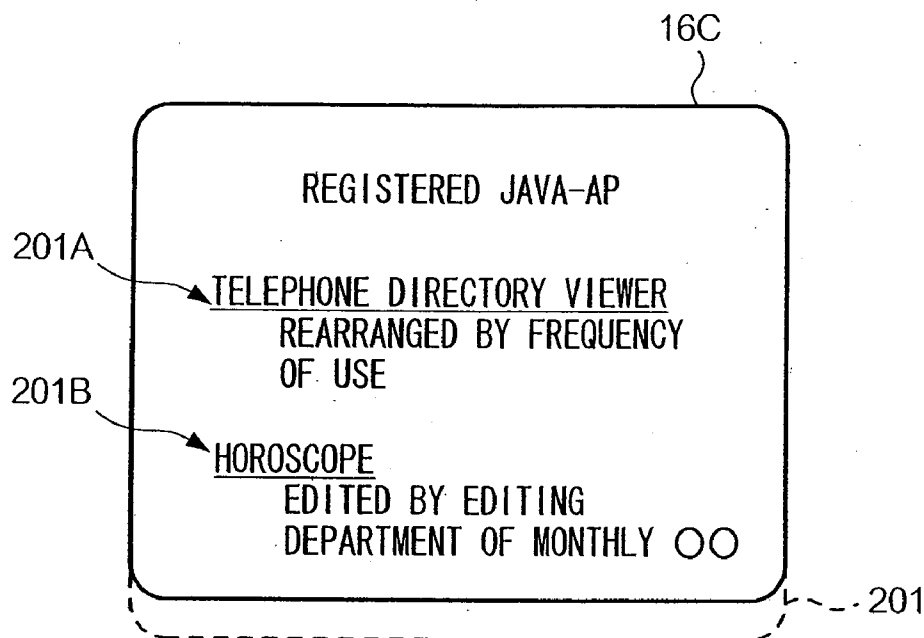 16C
REGISTERED JAVA-AP
201A
TELEPHONE DIRECTORY VIEWER
REARRANGED BY FREQUENCY
OF USE
201B
HOROSCOPE
EDITED BY EDITING
DEPARTMENT OF MONTHLY ○○
201